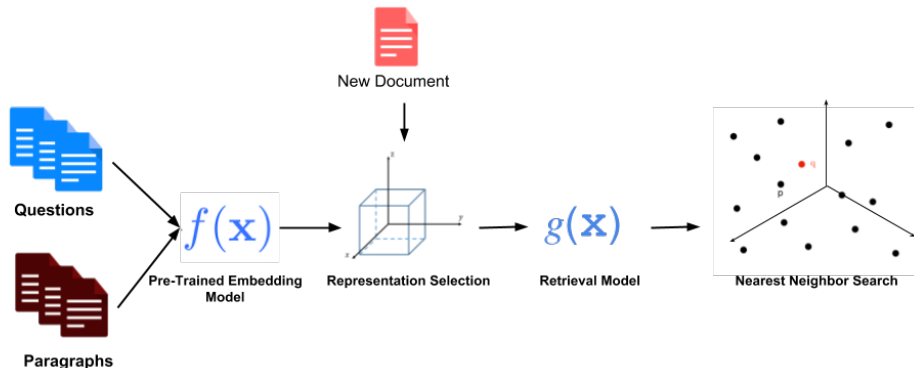 New Document
Questions
Paragraphs
f(x)
Pre-Trained Embedding
Model
z
y
x
Representation Selection
g(x)
Retrieval Model
q
p
Nearest Neighbor Search